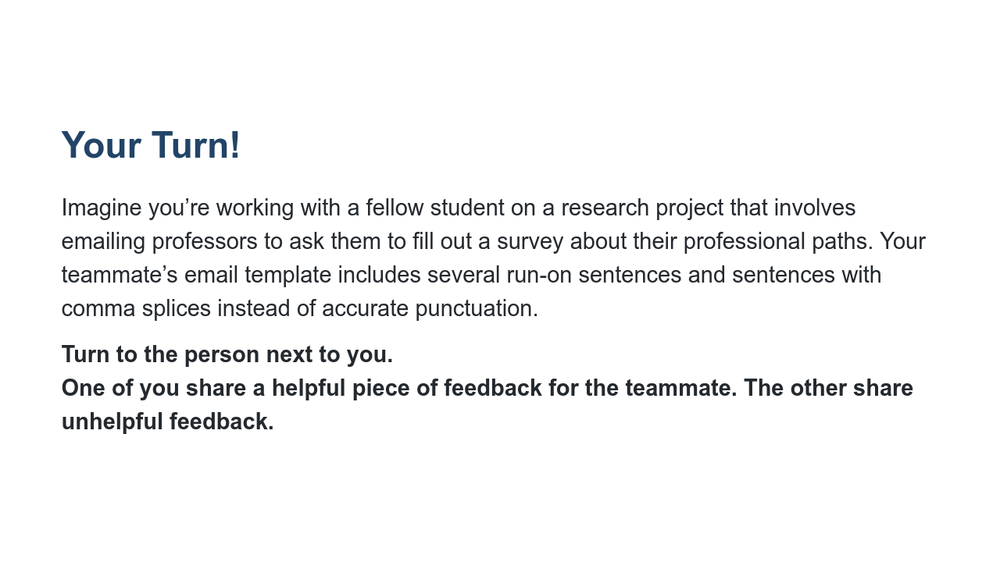 Your Turn!
Imagine you’re working with a fellow student on a research project that involves
emailing professors to ask them to fill out a survey about their professional paths. Your
teammate’s email template includes several run-on sentences and sentences with
comma splices instead of accurate punctuation.
Turn to the person next to you.
One of you share a helpful piece of feedback for the teammate. The other share
unhelpful feedback.